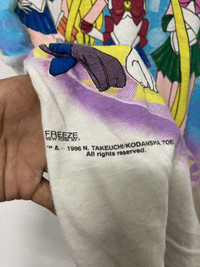 FREEZE
NEW YORK, NY
™ & © 1996 N. TAKEUCHI/KODANSHA, TOEI
All rights reserved.